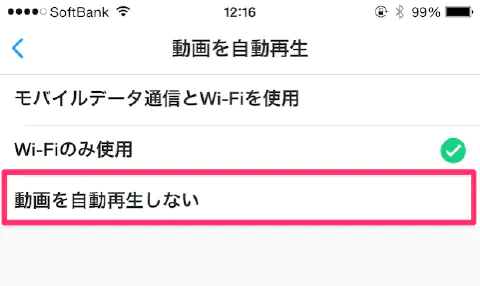 SoftBank 12:16 99%
動画を自動再生
モバイルデータ通信とWi-Fiを使用
Wi-Fiのみ使用
動画を自動再生しない